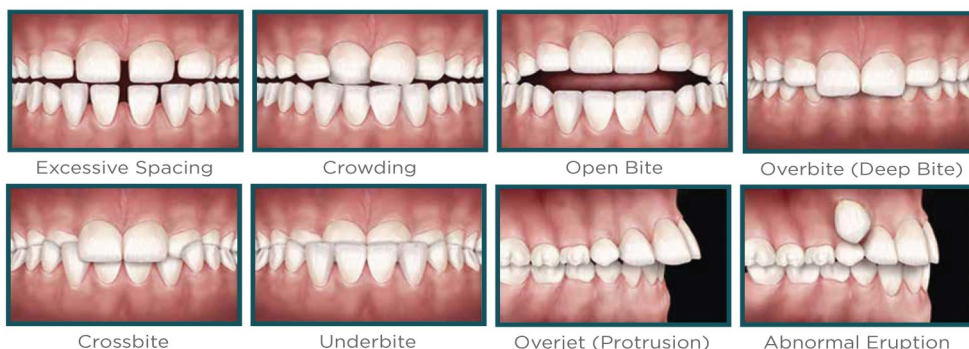 Excessive Spacing
Crowding
Open Bite
Overbite (Deep Bite)
Crossbite
Underbite
Overjet (Protrusion)
Abnormal Eruption